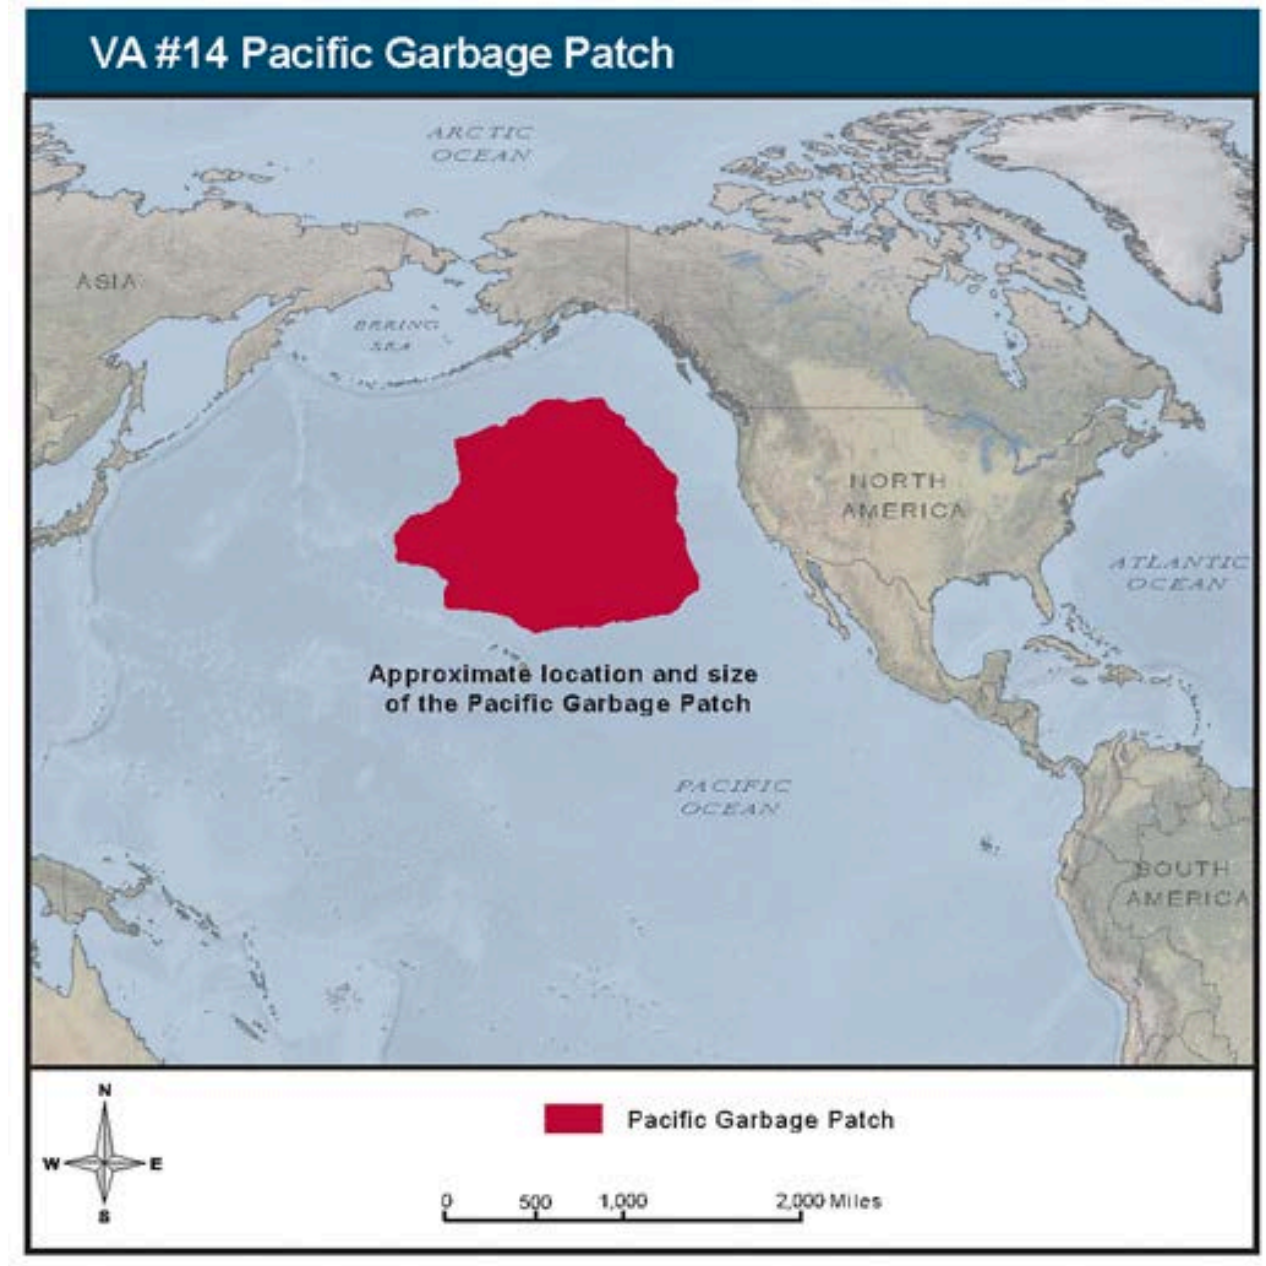 VA #14 Pacific Garbage Patch
ARCTIC
OCEAN
ASIA
BERING
SEA
NORTH
AMERICA
ATLANTIC
OCEAN
Approximate location and size
of the Pacific Garbage Patch
PACIFIC
OCEAN
SOUTH
AMERICA
N
W E
S
Pacific Garbage Patch
0 500 1,000 2,000 Miles